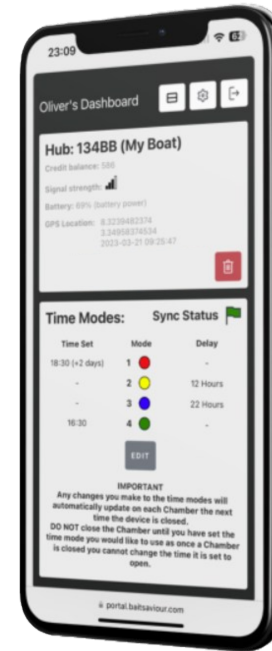 23:09
Oliver's Dashboard
Hub: 134BB (My Boat)
Credit balance: 586
Signal strength:
Battery: 69% (battery power)
GPS Location: 8.3239482374
3.34958374534
2023-03-21 09:25:47
Time Modes: Sync Status
Time Set Mode Delay
18:30 (+2 days) 1 -
- 2 12 Hours
- 3 22 Hours
16:30 4 -
EDIT
IMPORTANT
Any changes you make to the time modes will
automatically update on each Chamber the next
time the device is closed.
DO NOT close the Chamber until you have set the
time mode you would like to use as once a Chamber
is closed you cannot change the time it is set to
open.
portal.baitsaviour.com